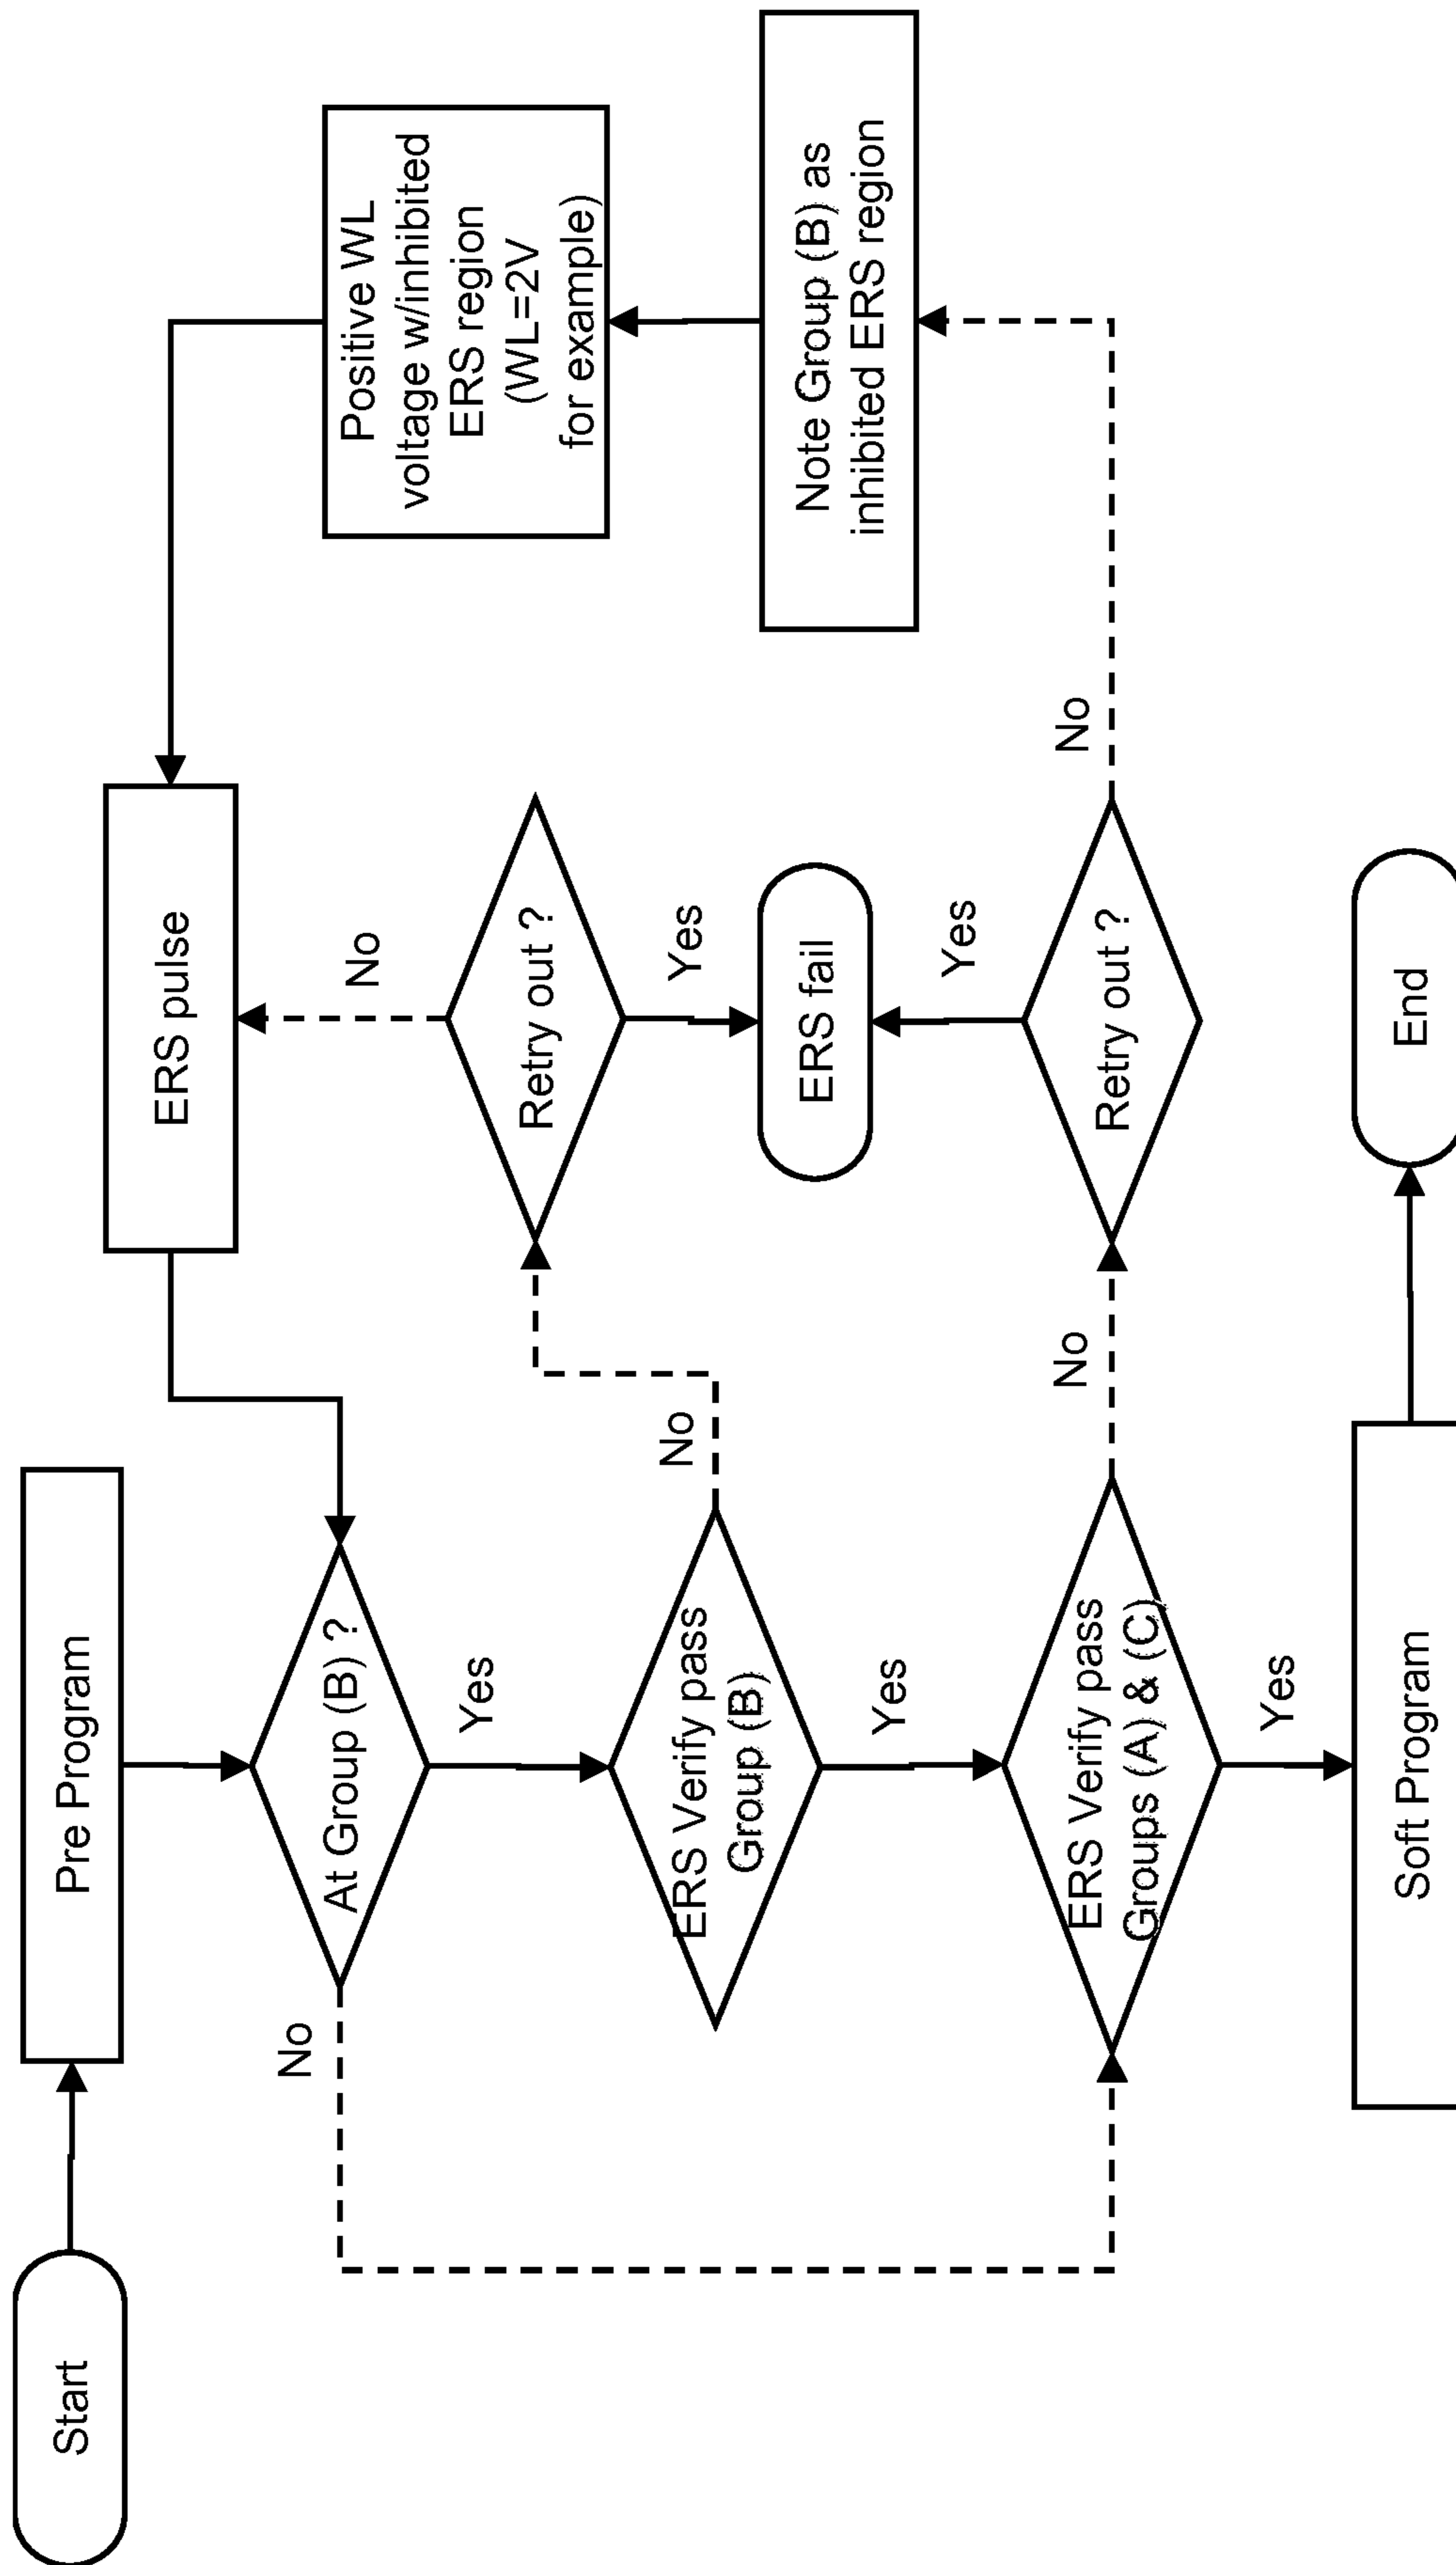 Start
Pre Program
ERS pulse
At Group (B) ?
No
Yes
No
Positive WL
voltage w/inhibited
ERS region
(WL=2V
for example)
ERS Verify pass
Group (B)
No
Retry out ?
Yes
Yes
ERS fail
Note Group (B) as
inhibited ERS region
ERS Verify pass
Groups (A) & (C)
No
Retry out ?
Yes
No
Yes
Soft Program
End